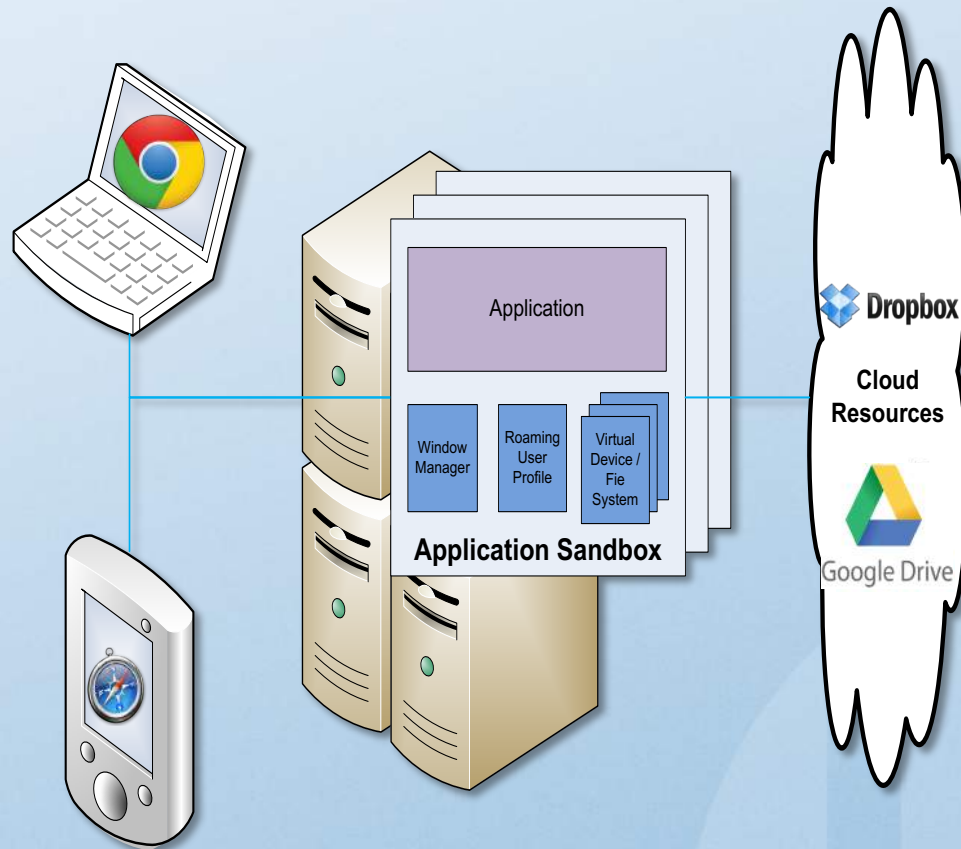 Application
Window
Manager
Roaming
User
Profile
Virtual
Device /
Fie
System
Application Sandbox
Dropbox
Cloud
Resources
Google Drive